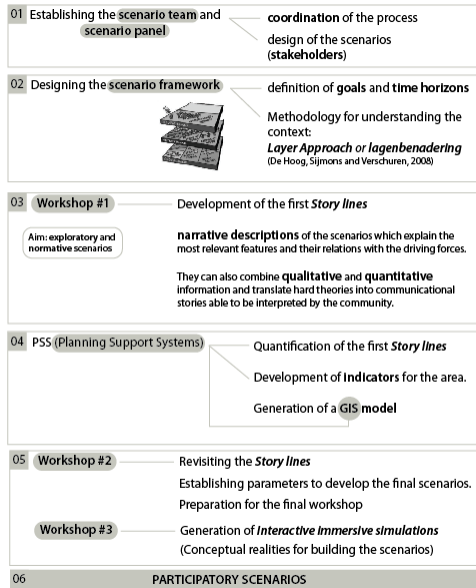 01 Establishing the scenario team and
scenario panel
coordination of the process
design of the scenarios
(stakeholders)
02 Designing the scenario framework
definition of goals and time horizons
Methodology for understanding the
context:
Layer Approach or lagenbenadering
(De Hoog, Sijmons and Verschuren, 2008)
03 Workshop #1
Development of the first Story lines
Aim: exploratory and
normative scenarios
narrative descriptions of the scenarios which explain the
most relevant features and their relations with the driving forces.
They can also combine qualitative and quantitative
information and translate hard theories into communicational
stories able to be interpreted by the community.
04 PSS (Planning Support Systems)
Quantification of the first Story lines
Development of indicators for the area.
Generation of a GIS model
05 Workshop #2
Revisiting the Story lines
Establishing parameters to develop the final scenarios.
Preparation for the final workshop
Workshop #3
Generation of Interactive Immersive simulations
(Conceptual realities for building the scenarios)
06 PARTICIPATORY SCENARIOS